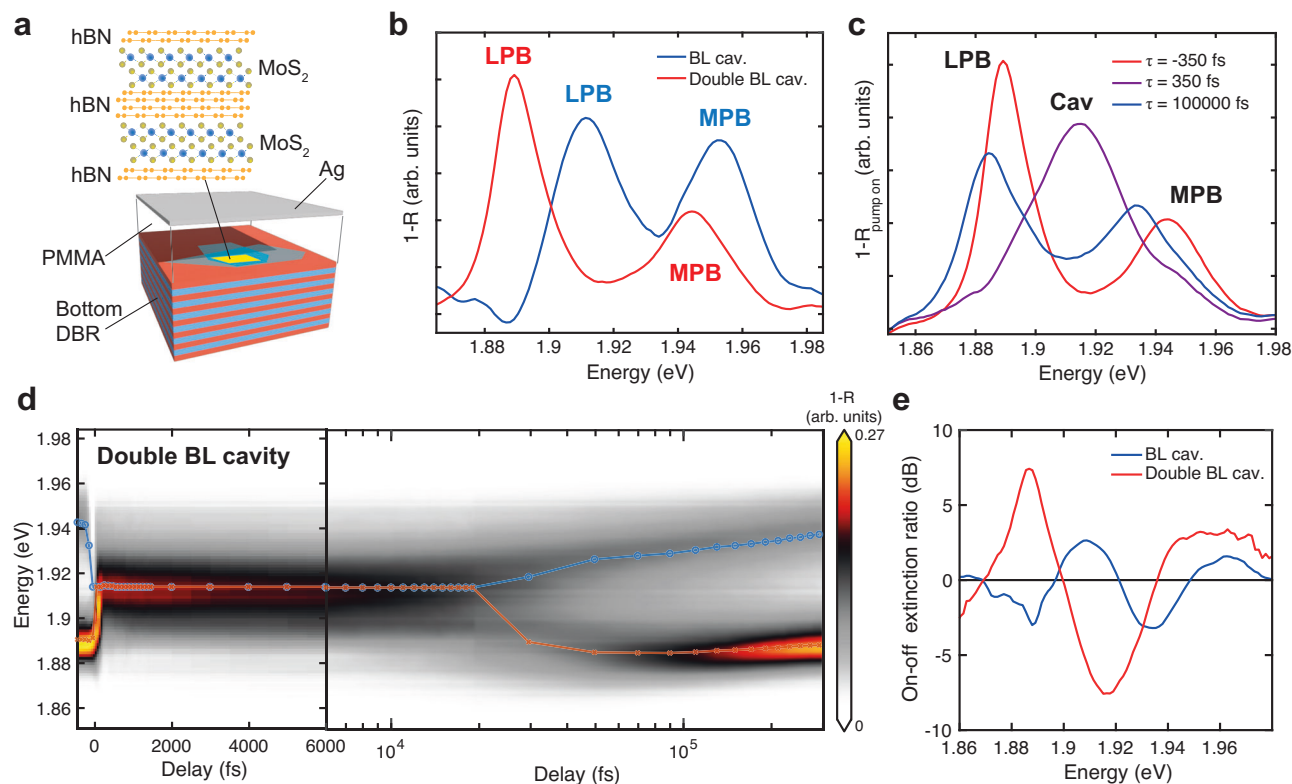 a
hBN
MoS2
hBN
MoS2
hBN
Ag
PMMA
Bottom
DBR
b
LPB
LPB
MPB
MPB
BL cav.
Double BL cav.
1-R (arb. units)
1.88 1.9 1.92 1.94 1.96 1.98
Energy (eV)
c
LPB
Cav
MPB
τ = -350 fs
τ = 350 fs
τ = 100000 fs
1-Rpump on (arb. units)
1.86 1.88 1.9 1.92 1.94 1.96 1.98
Energy (eV)
d
Double BL cavity
1-R
(arb. units)
0.27
0
Energy (eV)
1.98
1.96
1.94
1.92
1.90
1.88
1.86
0 2000 4000 6000
Delay (fs)
10^4 10^5
Delay (fs)
e
BL cav.
Double BL cav.
On-off extinction ratio (dB)
10
5
0
-5
-10
1.86 1.88 1.9 1.92 1.94 1.96
Energy (eV)